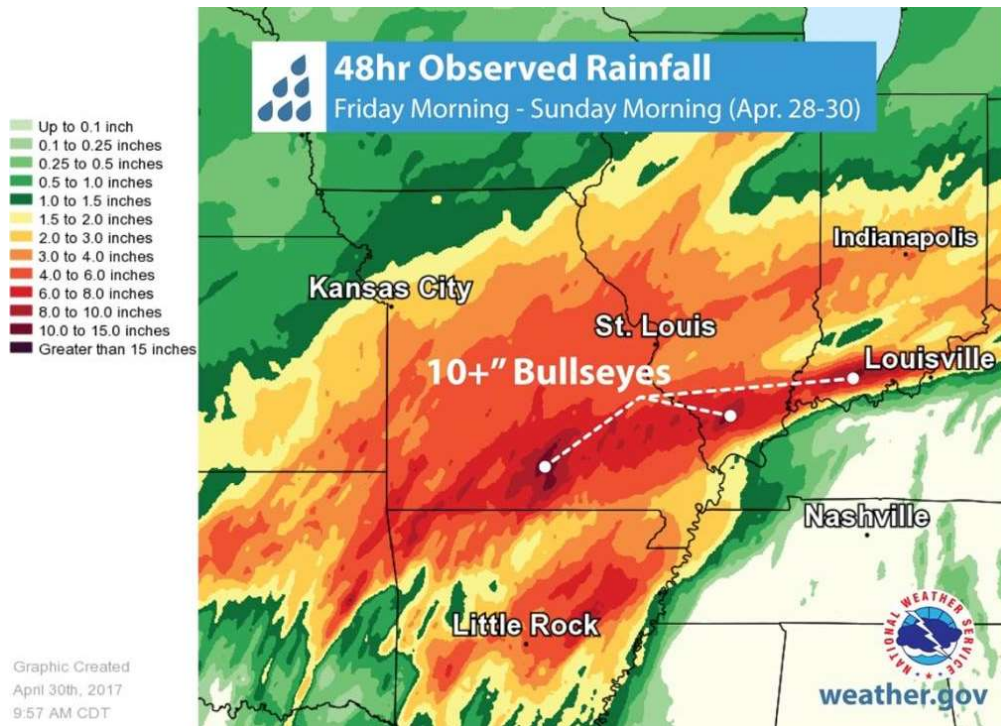 48hr Observed Rainfall
Friday Morning - Sunday Morning (Apr. 28-30)
Up to 0.1 inch
0.1 to 0.25 inches
0.25 to 0.5 inches
0.5 to 1.0 inches
1.0 to 1.5 inches
1.5 to 2.0 inches
2.0 to 3.0 inches
3.0 to 4.0 inches
4.0 to 6.0 inches
6.0 to 8.0 inches
8.0 to 10.0 inches
10.0 to 15.0 inches
Greater than 15 inches
Indianapolis
Kansas City
St. Louis
Louisville
10+” Bullseyes
Nashville
Little Rock
NATIONAL WEATHER SERVICE
weather.gov
Graphic Created
April 30th, 2017
9:57 AM CDT